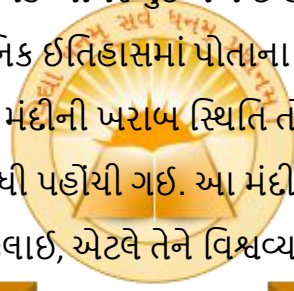 નિક ઈતિહાસમાં પોતાના
મંદીની ખરાબ સ્થિતિ ત
ધી પહોંચી ગઈ. આ મંદી
લાઈ, એટલે તેને વિશ્વવ્ય